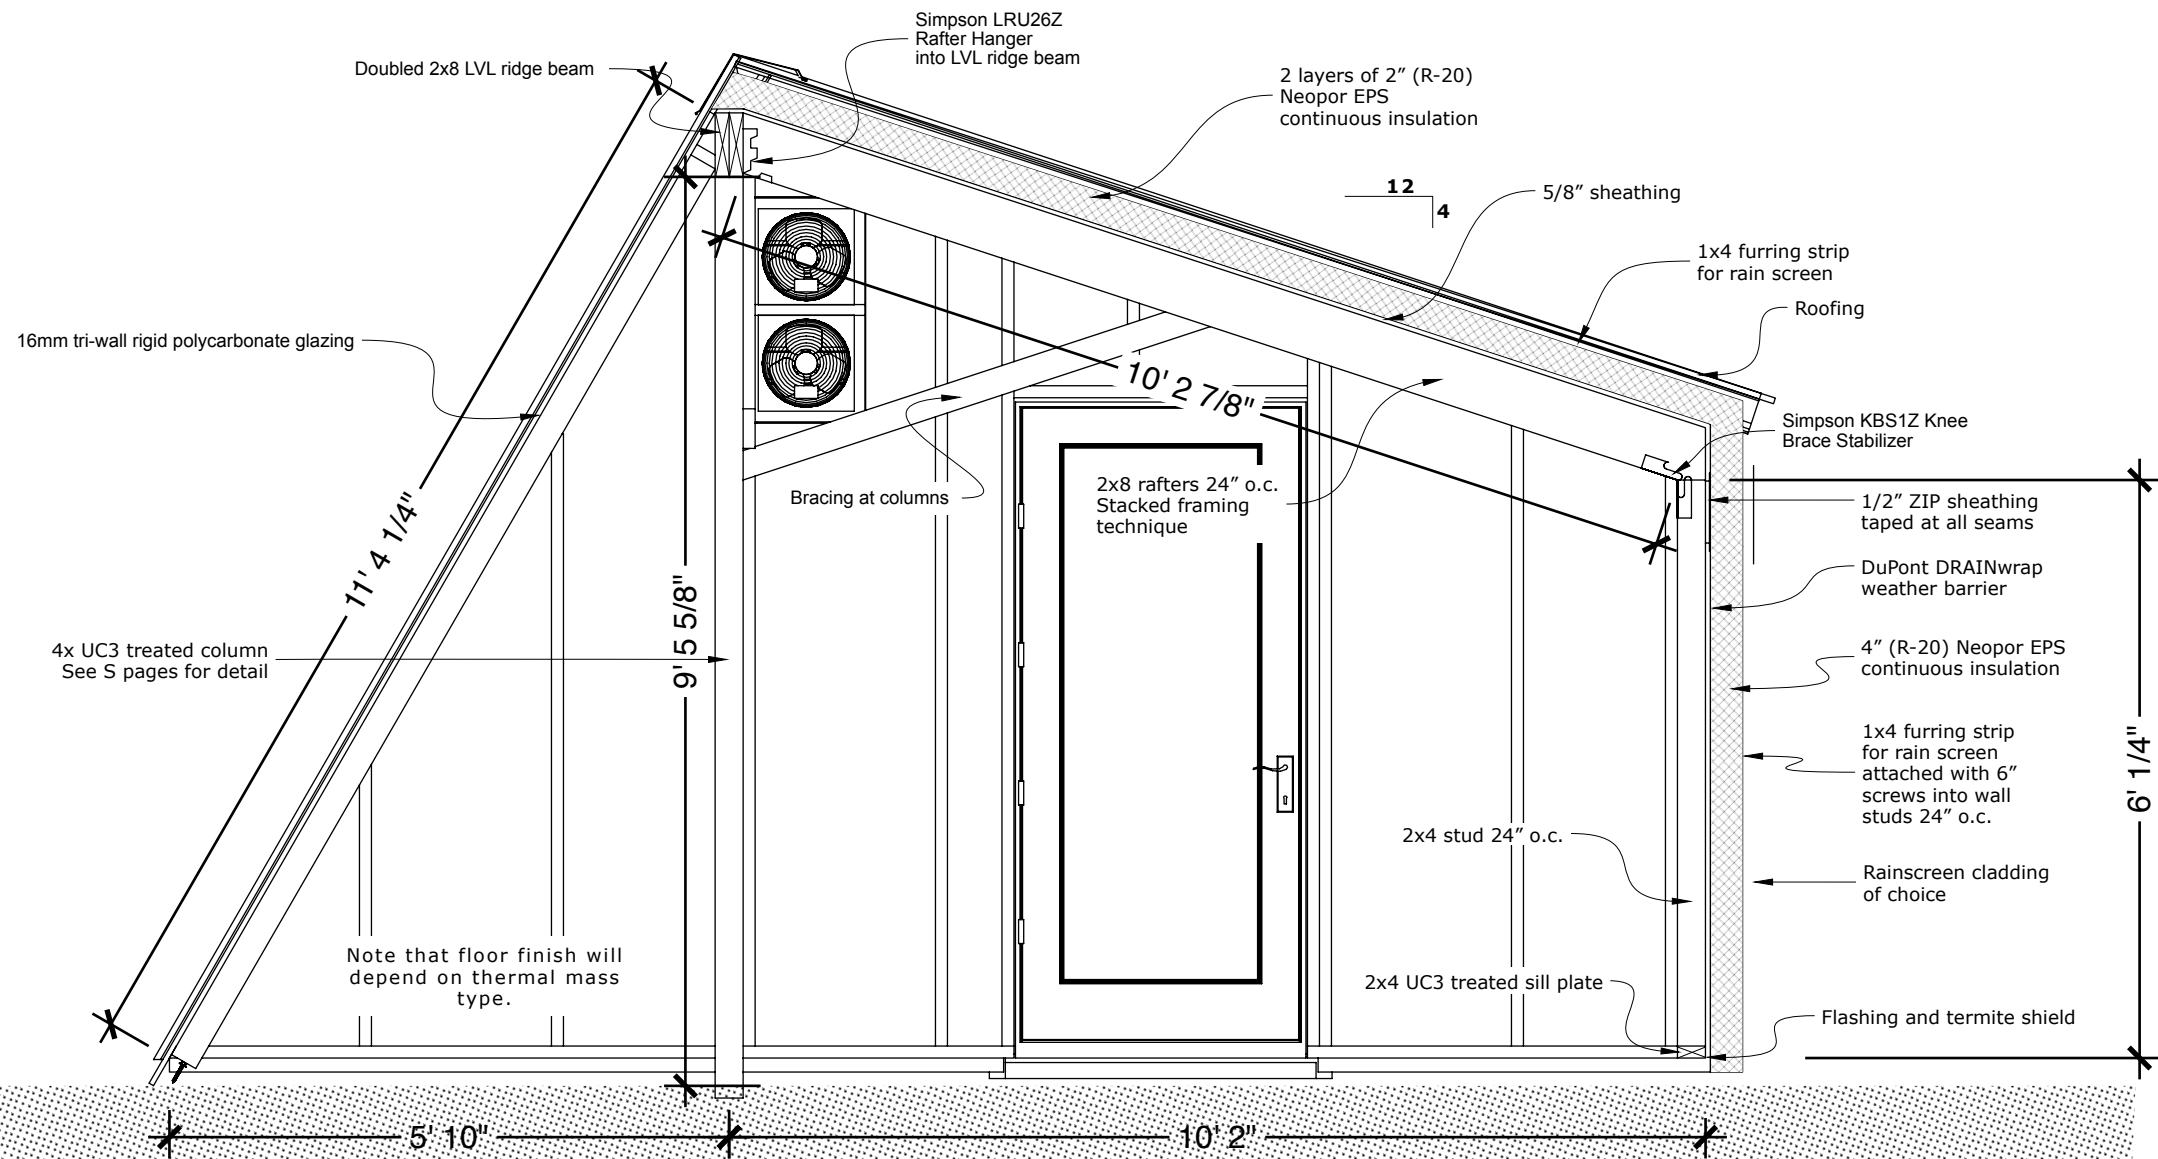 Simpson LRU26Z
Rafter Hanger
into LVL ridge beam
Doubled 2x8 LVL ridge beam
2 layers of 2” (R-20)
Neopor EPS
continuous insulation
12
4
5/8” sheathing
1x4 furring strip
for rain screen
Roofing
16mm tri-wall rigid polycarbonate glazing
10' 2 7/8"
Simpson KBS1Z Knee
Brace Stabilizer
Bracing at columns
2x8 rafters 24” o.c.
Stacked framing
technique
1/2” ZIP sheathing
taped at all seams
11' 4 1/4"
DuPont DRAINwrap
weather barrier
9' 5 5/8"
4x UC3 treated column
See S pages for detail
4” (R-20) Neopor EPS
continuous insulation
6' 1/4"
1x4 furring strip
for rain screen
attached with 6”
screws into wall
studs 24” o.c.
2x4 stud 24” o.c.
Rainscreen cladding
of choice
Note that floor finish will
depend on thermal mass
type.
2x4 UC3 treated sill plate
Flashing and termite shield
5' 10"
10' 2"